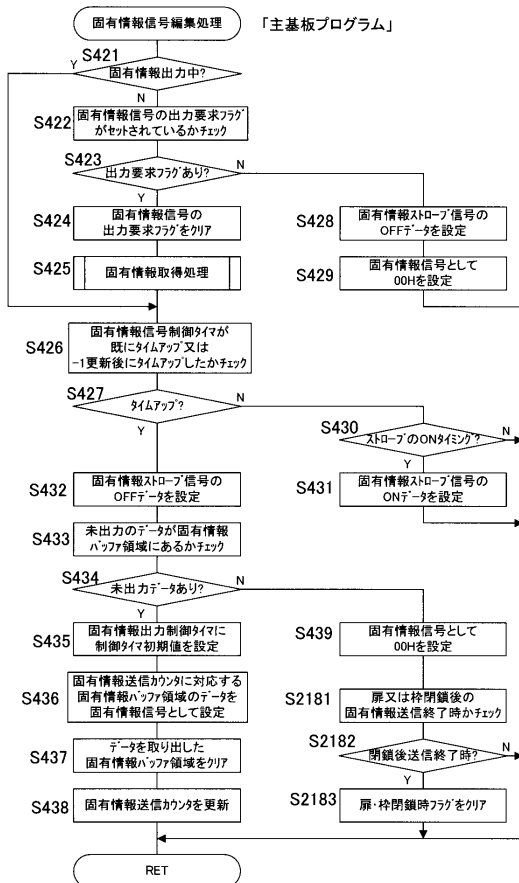 固有情報信号編集処理
「主基板プログラム」
S421
Y
固有情報出力中?
N
S422
固有情報信号の出力要求フラグ
がセットされているかチェック
S423
出力要求フラグあり?
N
Y
S424
固有情報信号の
出力要求フラグをクリア
S425
固有情報取得処理
S428
固有情報ストローブ信号の
OFFデータを設定
S429
固有情報信号として
00Hを設定
S426
固有情報信号制御タイマが
既にタイムアップ又は
-1更新後にタイムアップしたかチェック
S427
タイムアップ?
N
Y
S430
ストローブのONタイミング?
N
Y
S431
固有情報ストローブ信号の
ONデータを設定
S432
固有情報ストローブ信号の
OFFデータを設定
S433
未出力のデータが固有情報
バッファ領域にあるかチェック
S434
未出力データあり?
N
Y
S435
固有情報出力制御タイマに
制御タイマ初期値を設定
S436
固有情報送信カウンタに対応する
固有情報バッファ領域のデータを
固有情報信号として設定
S437
データを取り出した
固有情報バッファ領域をクリア
S438
固有情報送信カウンタを更新
S439
固有情報信号として
00Hを設定
S2181
扉又は枠閉鎖後の
固有情報送信終了時かチェック
S2182
閉鎖後送信終了時?
N
Y
S2183
扉・枠閉鎖時フラグをクリア
RET